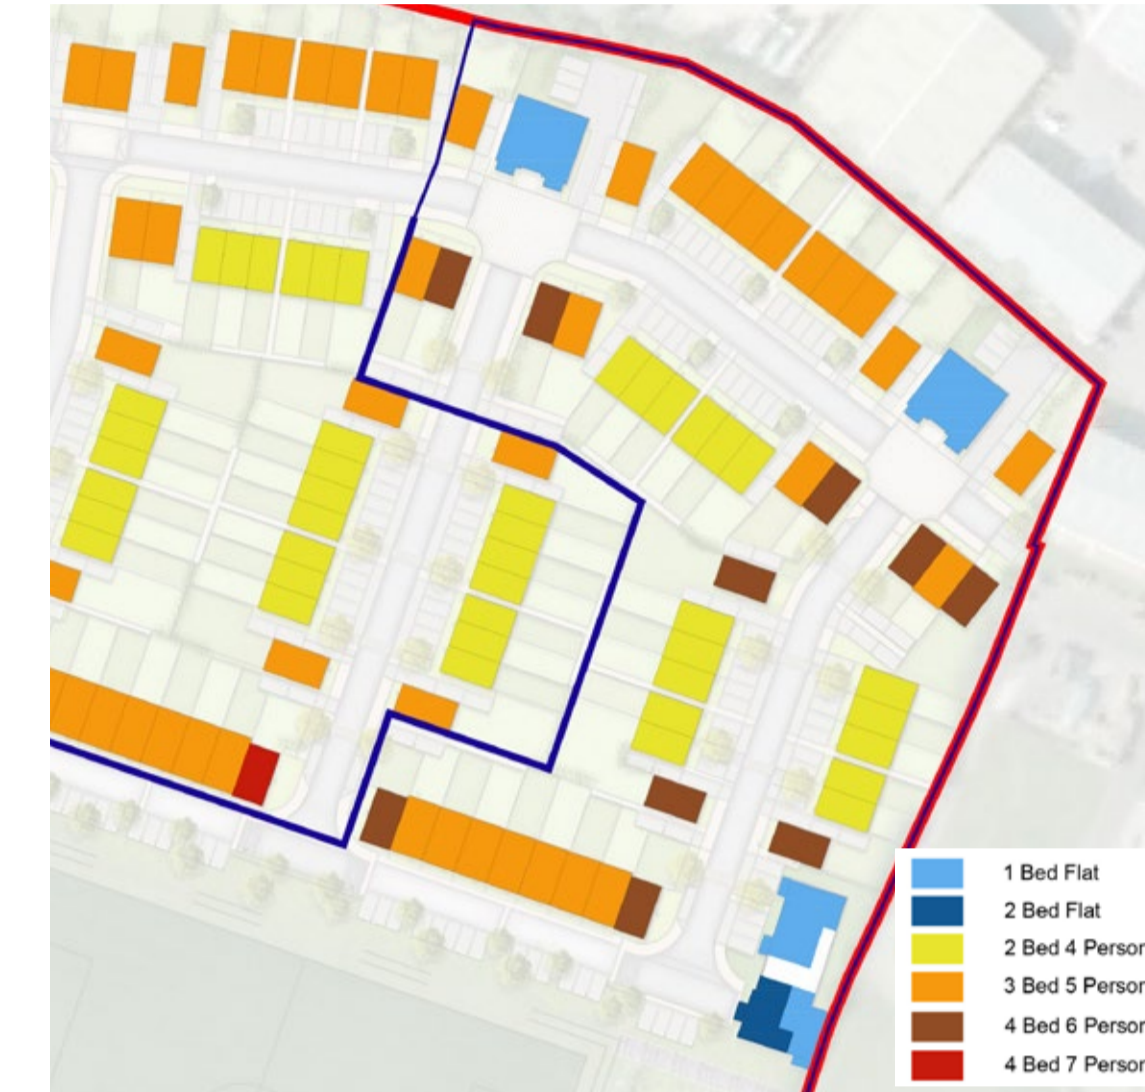 1 Bed Flat
2 Bed Flat
2 Bed 4 Person
3 Bed 5 Person
4 Bed 6 Person
4 Bed 7 Person